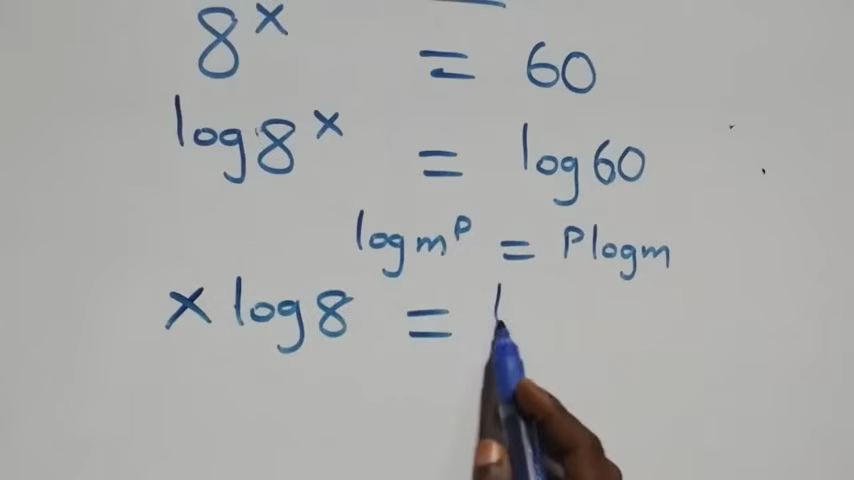 8^x = 60
log 8^x = log 60
log m^p = P log m
x log 8 = l